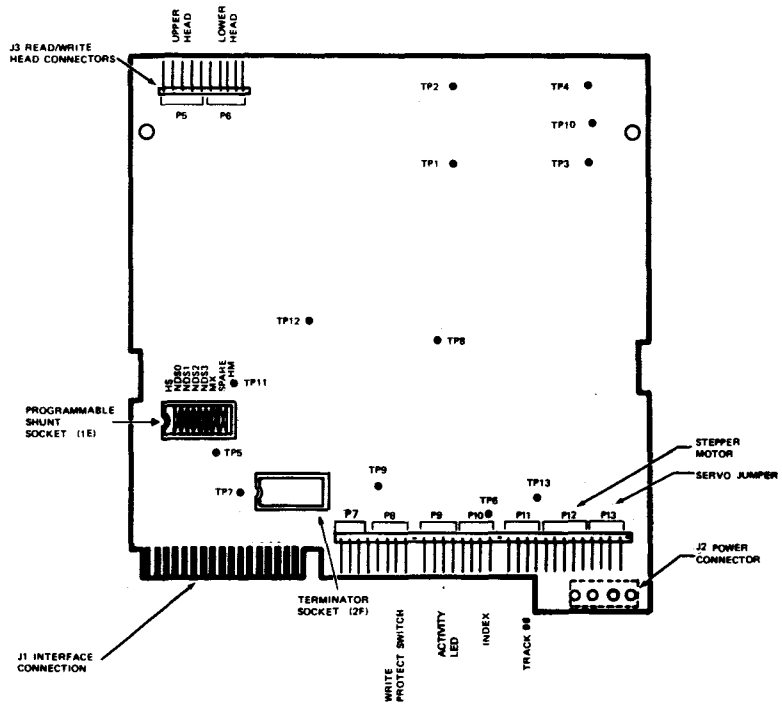 UPPER
HEAD
LOWER
HEAD
J3 READ/WRITE
HEAD CONNECTORS
P5
P6
TP2
TP4
TP10
TP1
TP3
TP12
TP8
HS
NDS0
NDS1
NDS2
NDS3
MX
SPARE
HM
TP11
PROGRAMMABLE
SHUNT
SOCKET (1E)
TP5
TP7
TP9
TP6
TP13
STEPPER
MOTOR
SERVO JUMPER
P7
P8
P9
P10
P11
P12
P13
J2 POWER
CONNECTOR
TERMINATOR
SOCKET (2F)
J1 INTERFACE
CONNECTION
WRITE
PROTECT SWITCH
ACTIVITY
LED
INDEX
TRACK 00